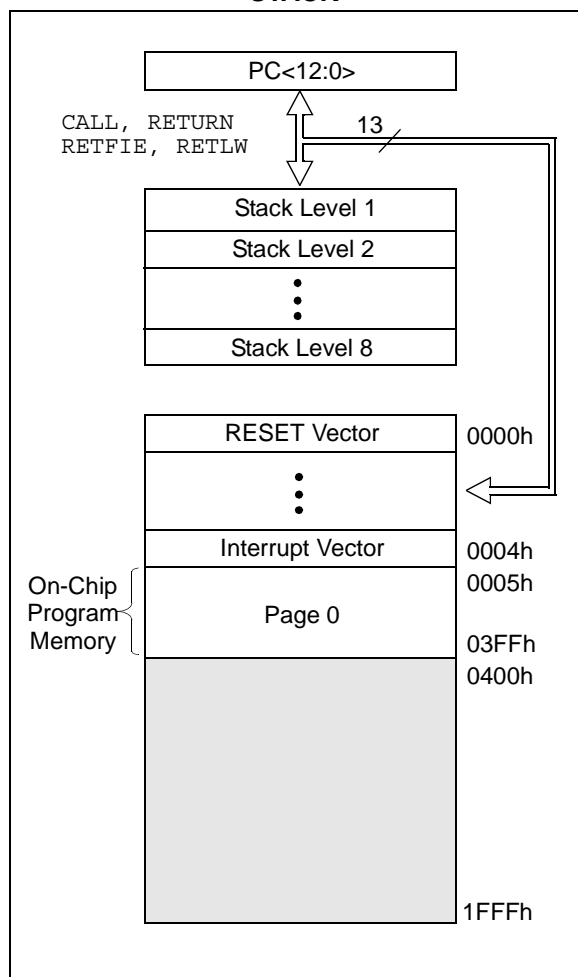 PC<12:0>
CALL, RETURN
RETFIE, RETLW
13
Stack Level 1
Stack Level 2
Stack Level 8
RESET Vector
0000h
Interrupt Vector
0004h
On-Chip
Program
Memory
0005h
Page 0
03FFh
0400h
1FFFh